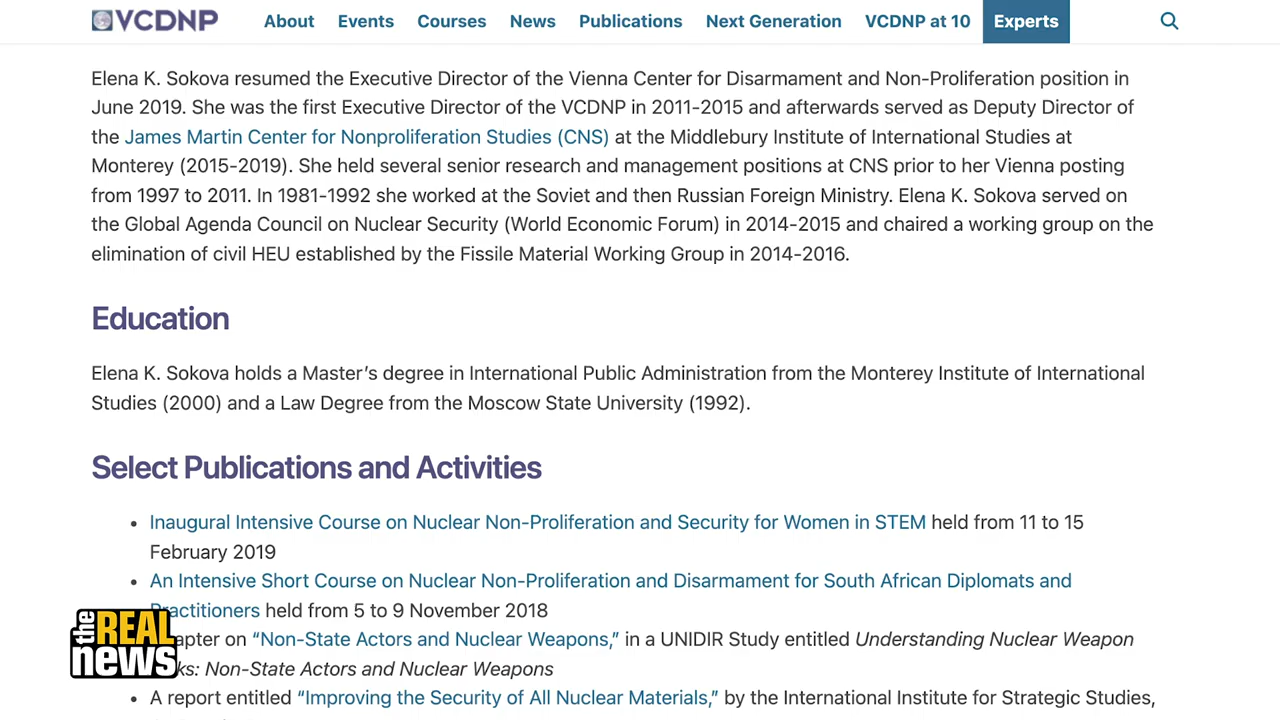 VCDNP About Events Courses News Publications Next Generation VCDNP at 10 Experts
Elena K. Sokova resumed the Executive Director of the Vienna Center for Disarmament and Non-Proliferation position in
June 2019. She was the first Executive Director of the VCDNP in 2011-2015 and afterwards served as Deputy Director of
the James Martin Center for Nonproliferation Studies (CNS) at the Middlebury Institute of International Studies at
Monterey (2015-2019). She held several senior research and management positions at CNS prior to her Vienna posting
from 1997 to 2011. In 1981-1992 she worked at the Soviet and then Russian Foreign Ministry. Elena K. Sokova served on
the Global Agenda Council on Nuclear Security (World Economic Forum) in 2014-2015 and chaired a working group on the
elimination of civil HEU established by the Fissile Material Working Group in 2014-2016.
Education
Elena K. Sokova holds a Master’s degree in International Public Administration from the Monterey Institute of International
Studies (2000) and a Law Degree from the Moscow State University (1992).
Select Publications and Activities
• Inaugural Intensive Course on Nuclear Non-Proliferation and Security for Women in STEM held from 11 to 15
February 2019
• An Intensive Short Course on Nuclear Non-Proliferation and Disarmament for South African Diplomats and
Practitioners held from 5 to 9 November 2018
apter on “Non-State Actors and Nuclear Weapons,” in a UNIDIR Study entitled Understanding Nuclear Weapon
ks: Non-State Actors and Nuclear Weapons
• A report entitled “Improving the Security of All Nuclear Materials,” by the International Institute for Strategic Studies,
the REAL
news